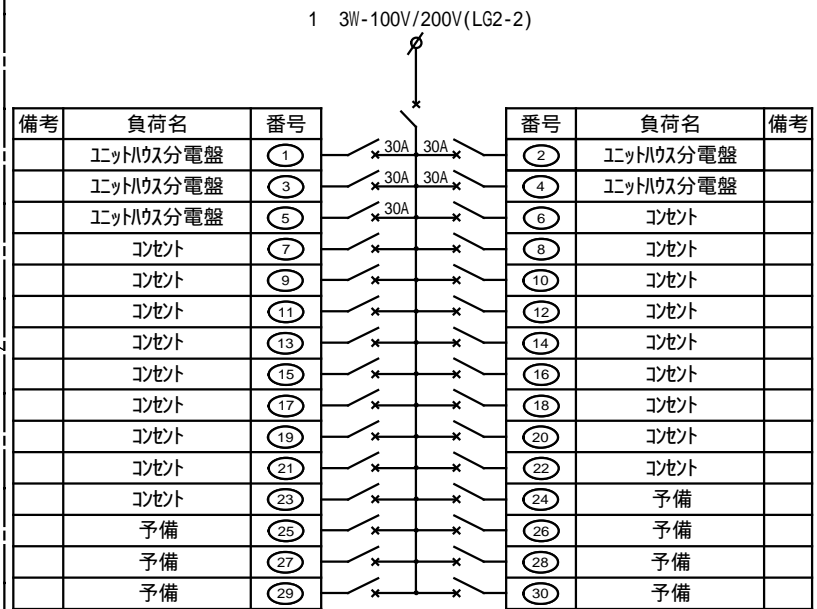 1 3W-100V/200V(LG2-2)
備考 負荷名 番号 番号 負荷名 備考
ﾕﾆｯﾄﾊｳｽ分電盤 1 30A 30A 2 ﾕﾆｯﾄﾊｳｽ分電盤
ﾕﾆｯﾄﾊｳｽ分電盤 3 30A 30A 4 ﾕﾆｯﾄﾊｳｽ分電盤
ﾕﾆｯﾄﾊｳｽ分電盤 5 30A 6 ｺﾝｾﾝﾄ
ｺﾝｾﾝﾄ 7 8 ｺﾝｾﾝﾄ
ｺﾝｾﾝﾄ 9 10 ｺﾝｾﾝﾄ
ｺﾝｾﾝﾄ 11 12 ｺﾝｾﾝﾄ
ｺﾝｾﾝﾄ 13 14 ｺﾝｾﾝﾄ
ｺﾝｾﾝﾄ 15 16 ｺﾝｾﾝﾄ
ｺﾝｾﾝﾄ 17 18 ｺﾝｾﾝﾄ
ｺﾝｾﾝﾄ 19 20 ｺﾝｾﾝﾄ
ｺﾝｾﾝﾄ 21 22 ｺﾝｾﾝﾄ
ｺﾝｾﾝﾄ 23 24 予備
予備 25 26 予備
予備 27 28 予備
予備 29 30 予備